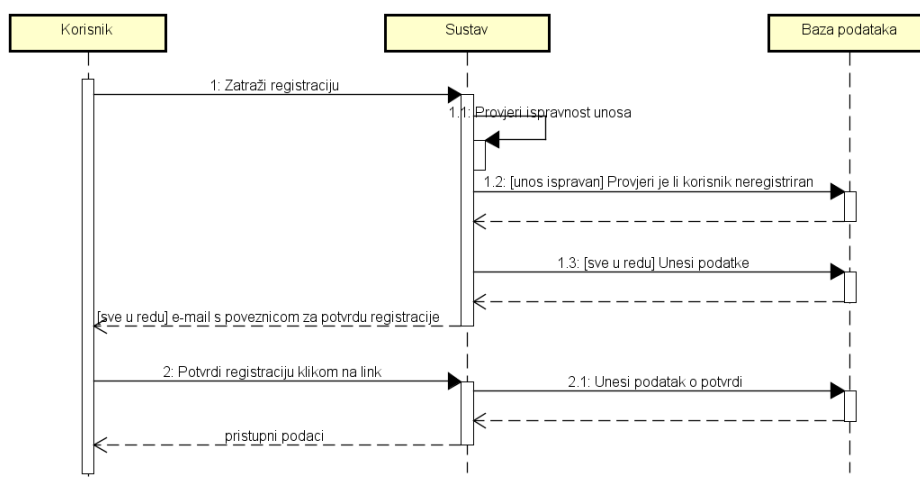 Korisnik
Sustav
Baza podataka
1: Zatraži registraciju
1.1: Provjeri ispravnost unosa
1.2: [unos ispravan] Provjeri je li korisnik neregistriran
1.3: [sve u redu] Unesi podatke
[sve u redu] e-mail s poveznicom za potvrdu registracije
2: Potvrdi registraciju klikom na link
2.1: Unesi podatak o potvrdi
pristupni podaci